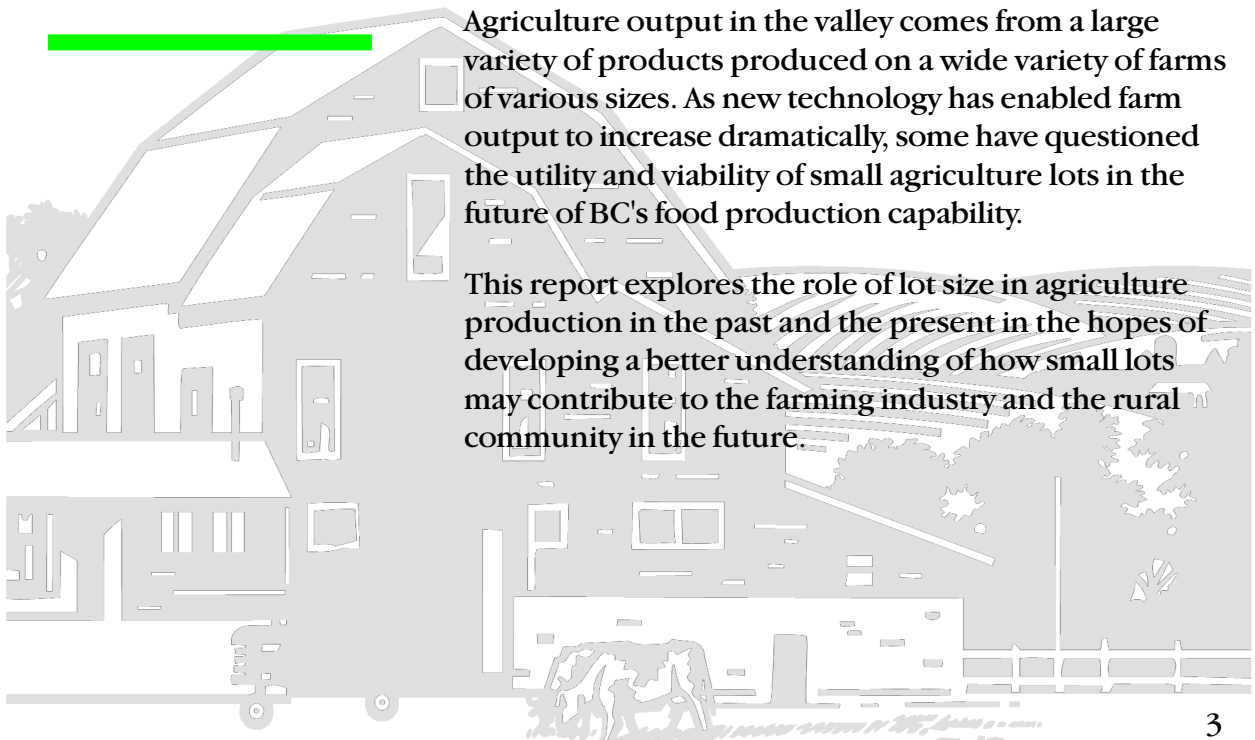 Agriculture output in the valley comes from a large
variety of products produced on a wide variety of farms
of various sizes. As new technology has enabled farm
output to increase dramatically, some have questioned
the utility and viability of small agriculture lots in the
future of BC's food production capability.
This report explores the role of lot size in agriculture
production in the past and the present in the hopes of
developing a better understanding of how small lots
may contribute to the farming industry and the rural
community in the future.
3